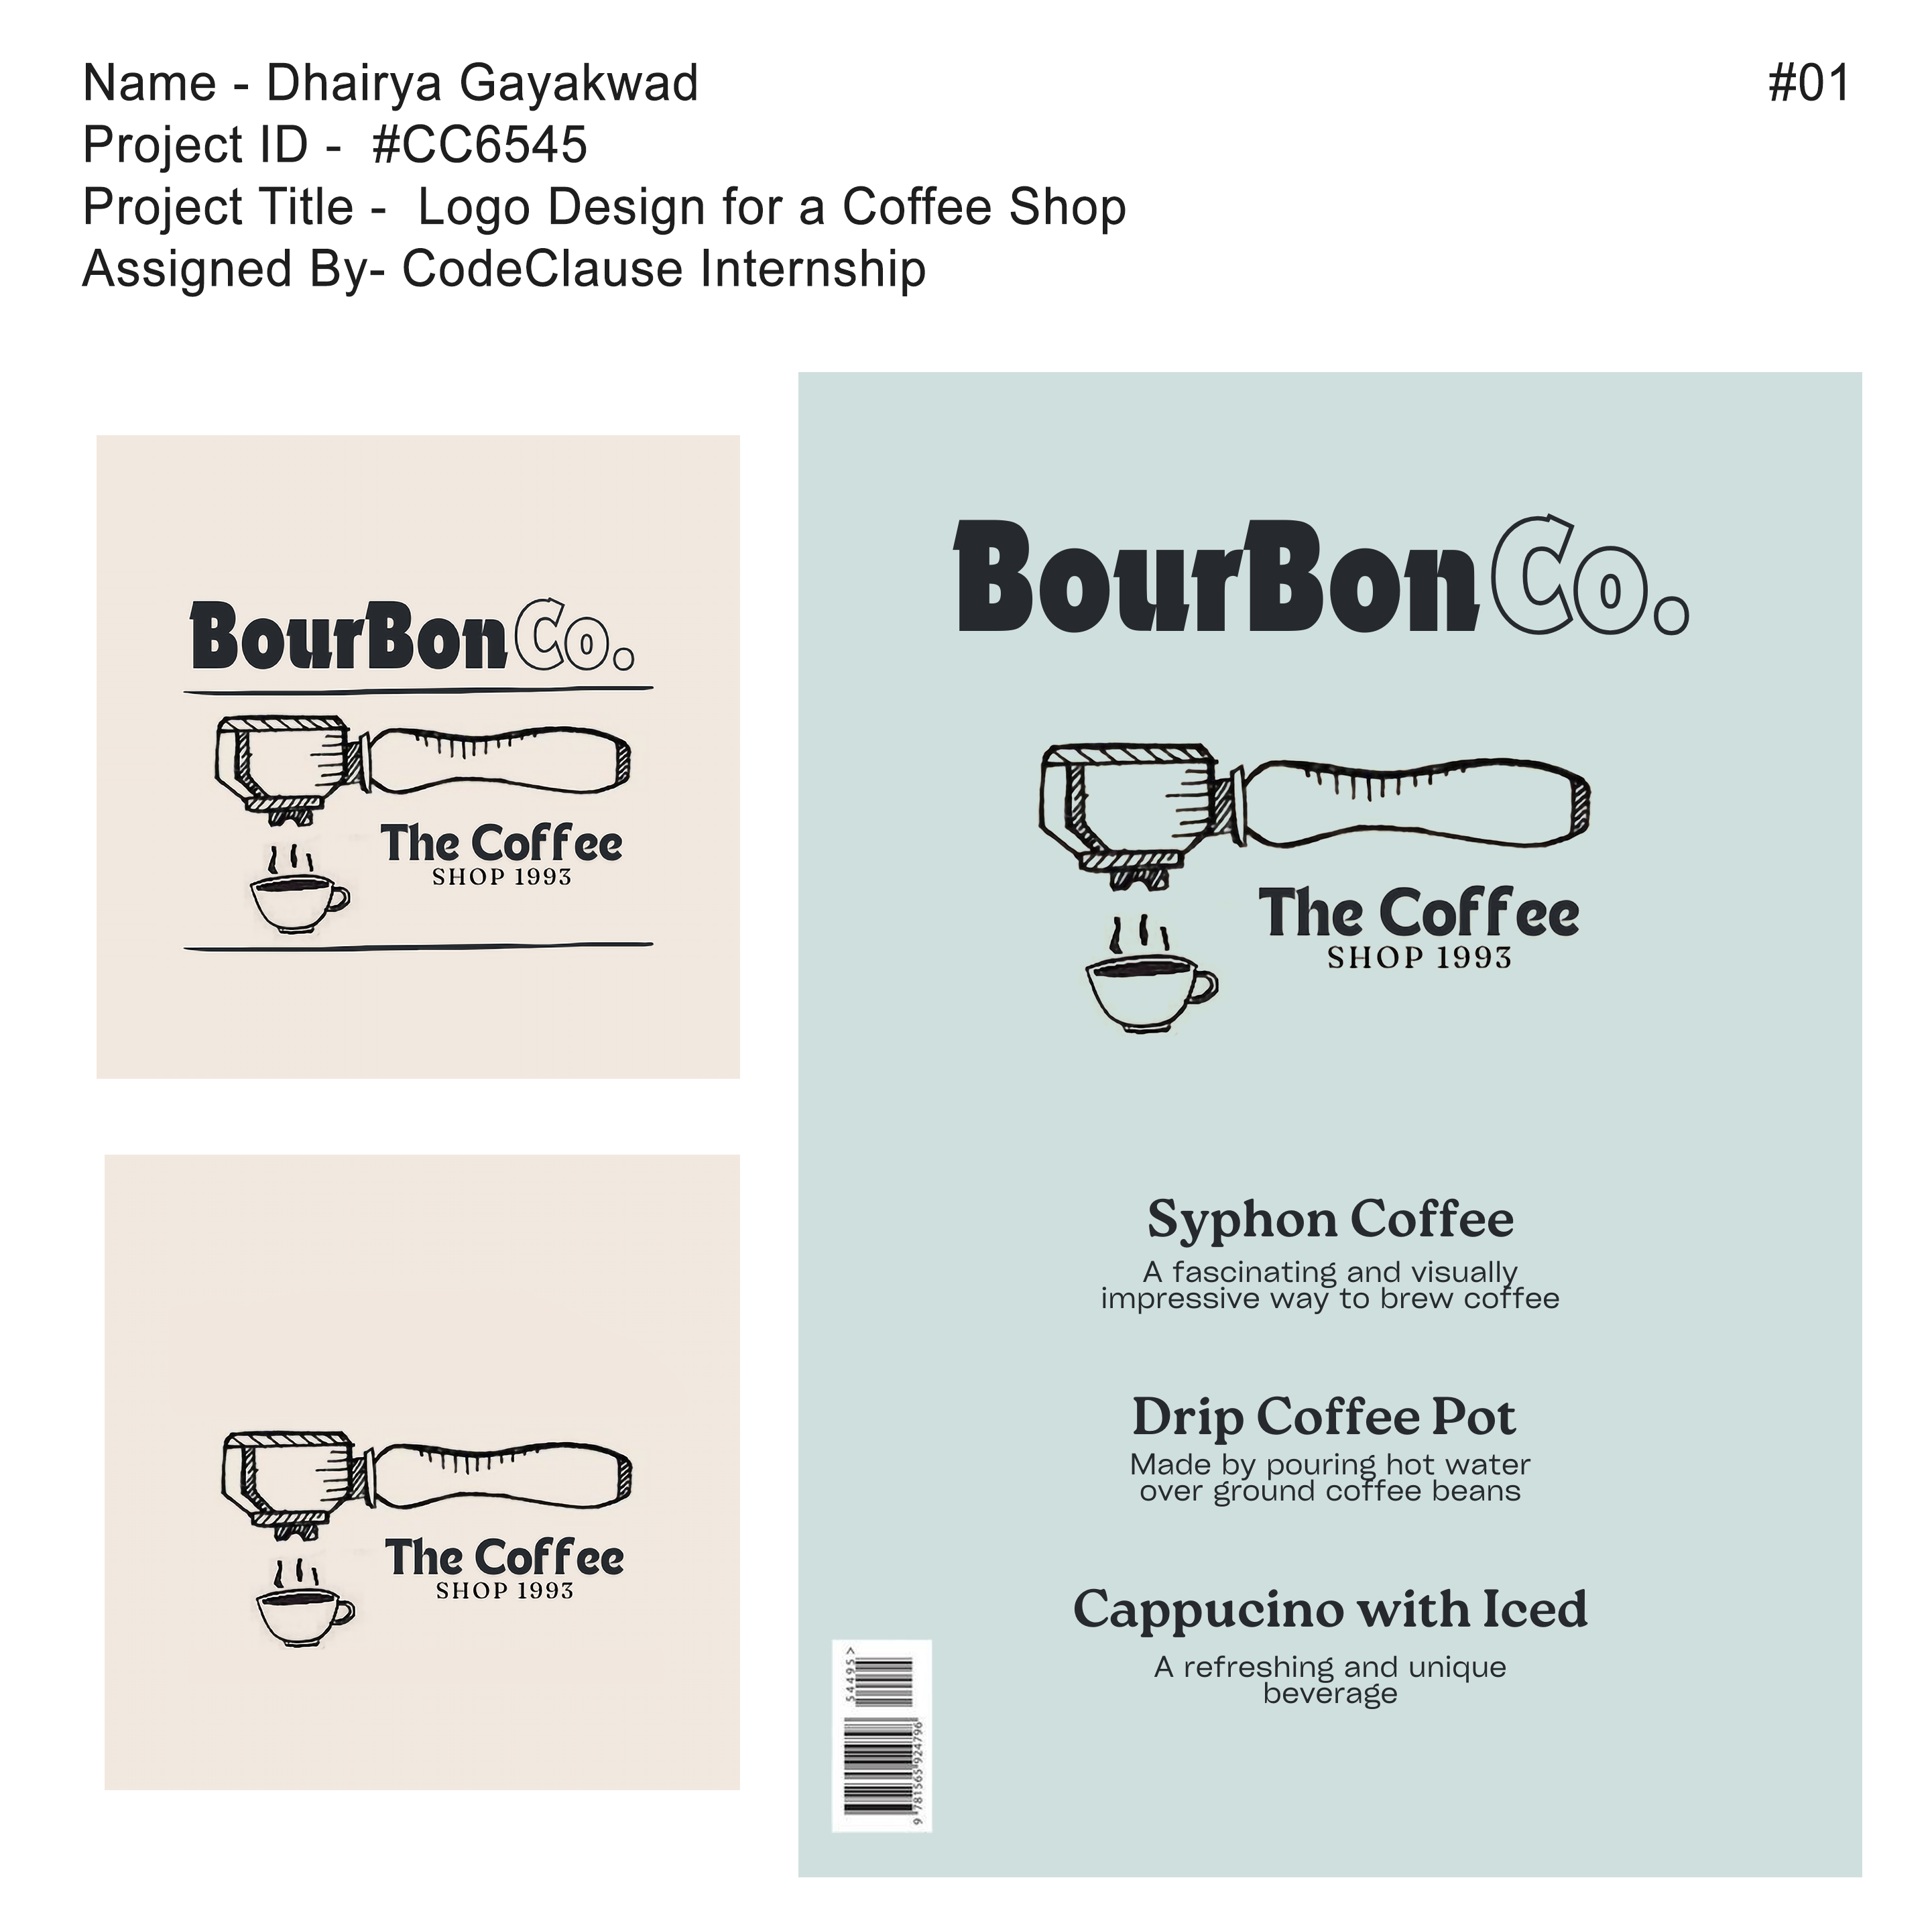 Name - Dhairya Gayakwad
#01
Project ID -  #CC6545
Project Title -  Logo Design for a Coffee Shop
Assigned By- CodeClause Internship
BourBon Co.
The Coffee
SHOP 1993
The Coffee
SHOP 1993
BourBon Co.
The Coffee
SHOP 1993
Syphon Coffee
A fascinating and visually
impressive way to brew coffee
Drip Coffee Pot
Made by pouring hot water
over ground coffee beans
Cappucino with Iced
A refreshing and unique
beverage
54495>
9 781565 924796